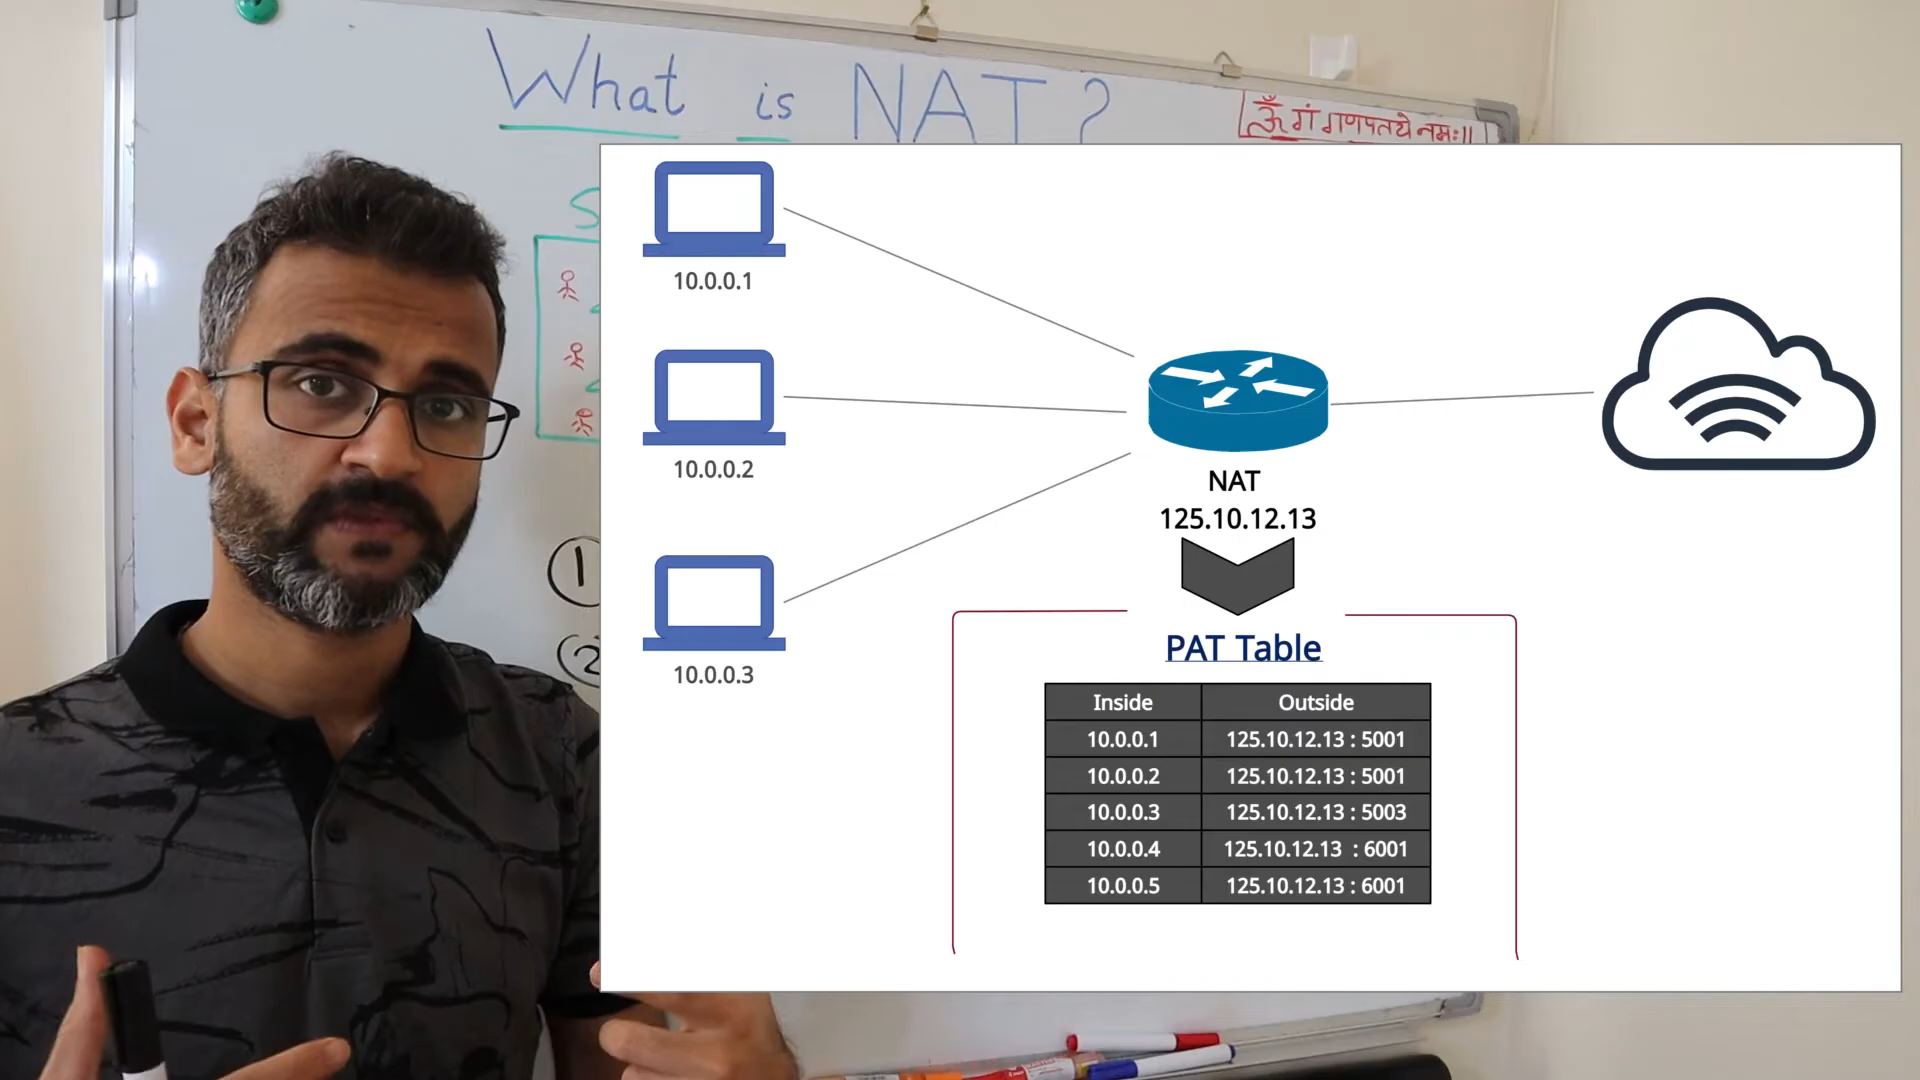 What is NAT?
ॐ गं गणपतये नमः॥
S
10.0.0.1
10.0.0.2
10.0.0.3
1
2
NAT
125.10.12.13
PAT Table
Inside Outside
10.0.0.1 125.10.12.13 : 5001
10.0.0.2 125.10.12.13 : 5001
10.0.0.3 125.10.12.13 : 5003
10.0.0.4 125.10.12.13 : 6001
10.0.0.5 125.10.12.13 : 6001